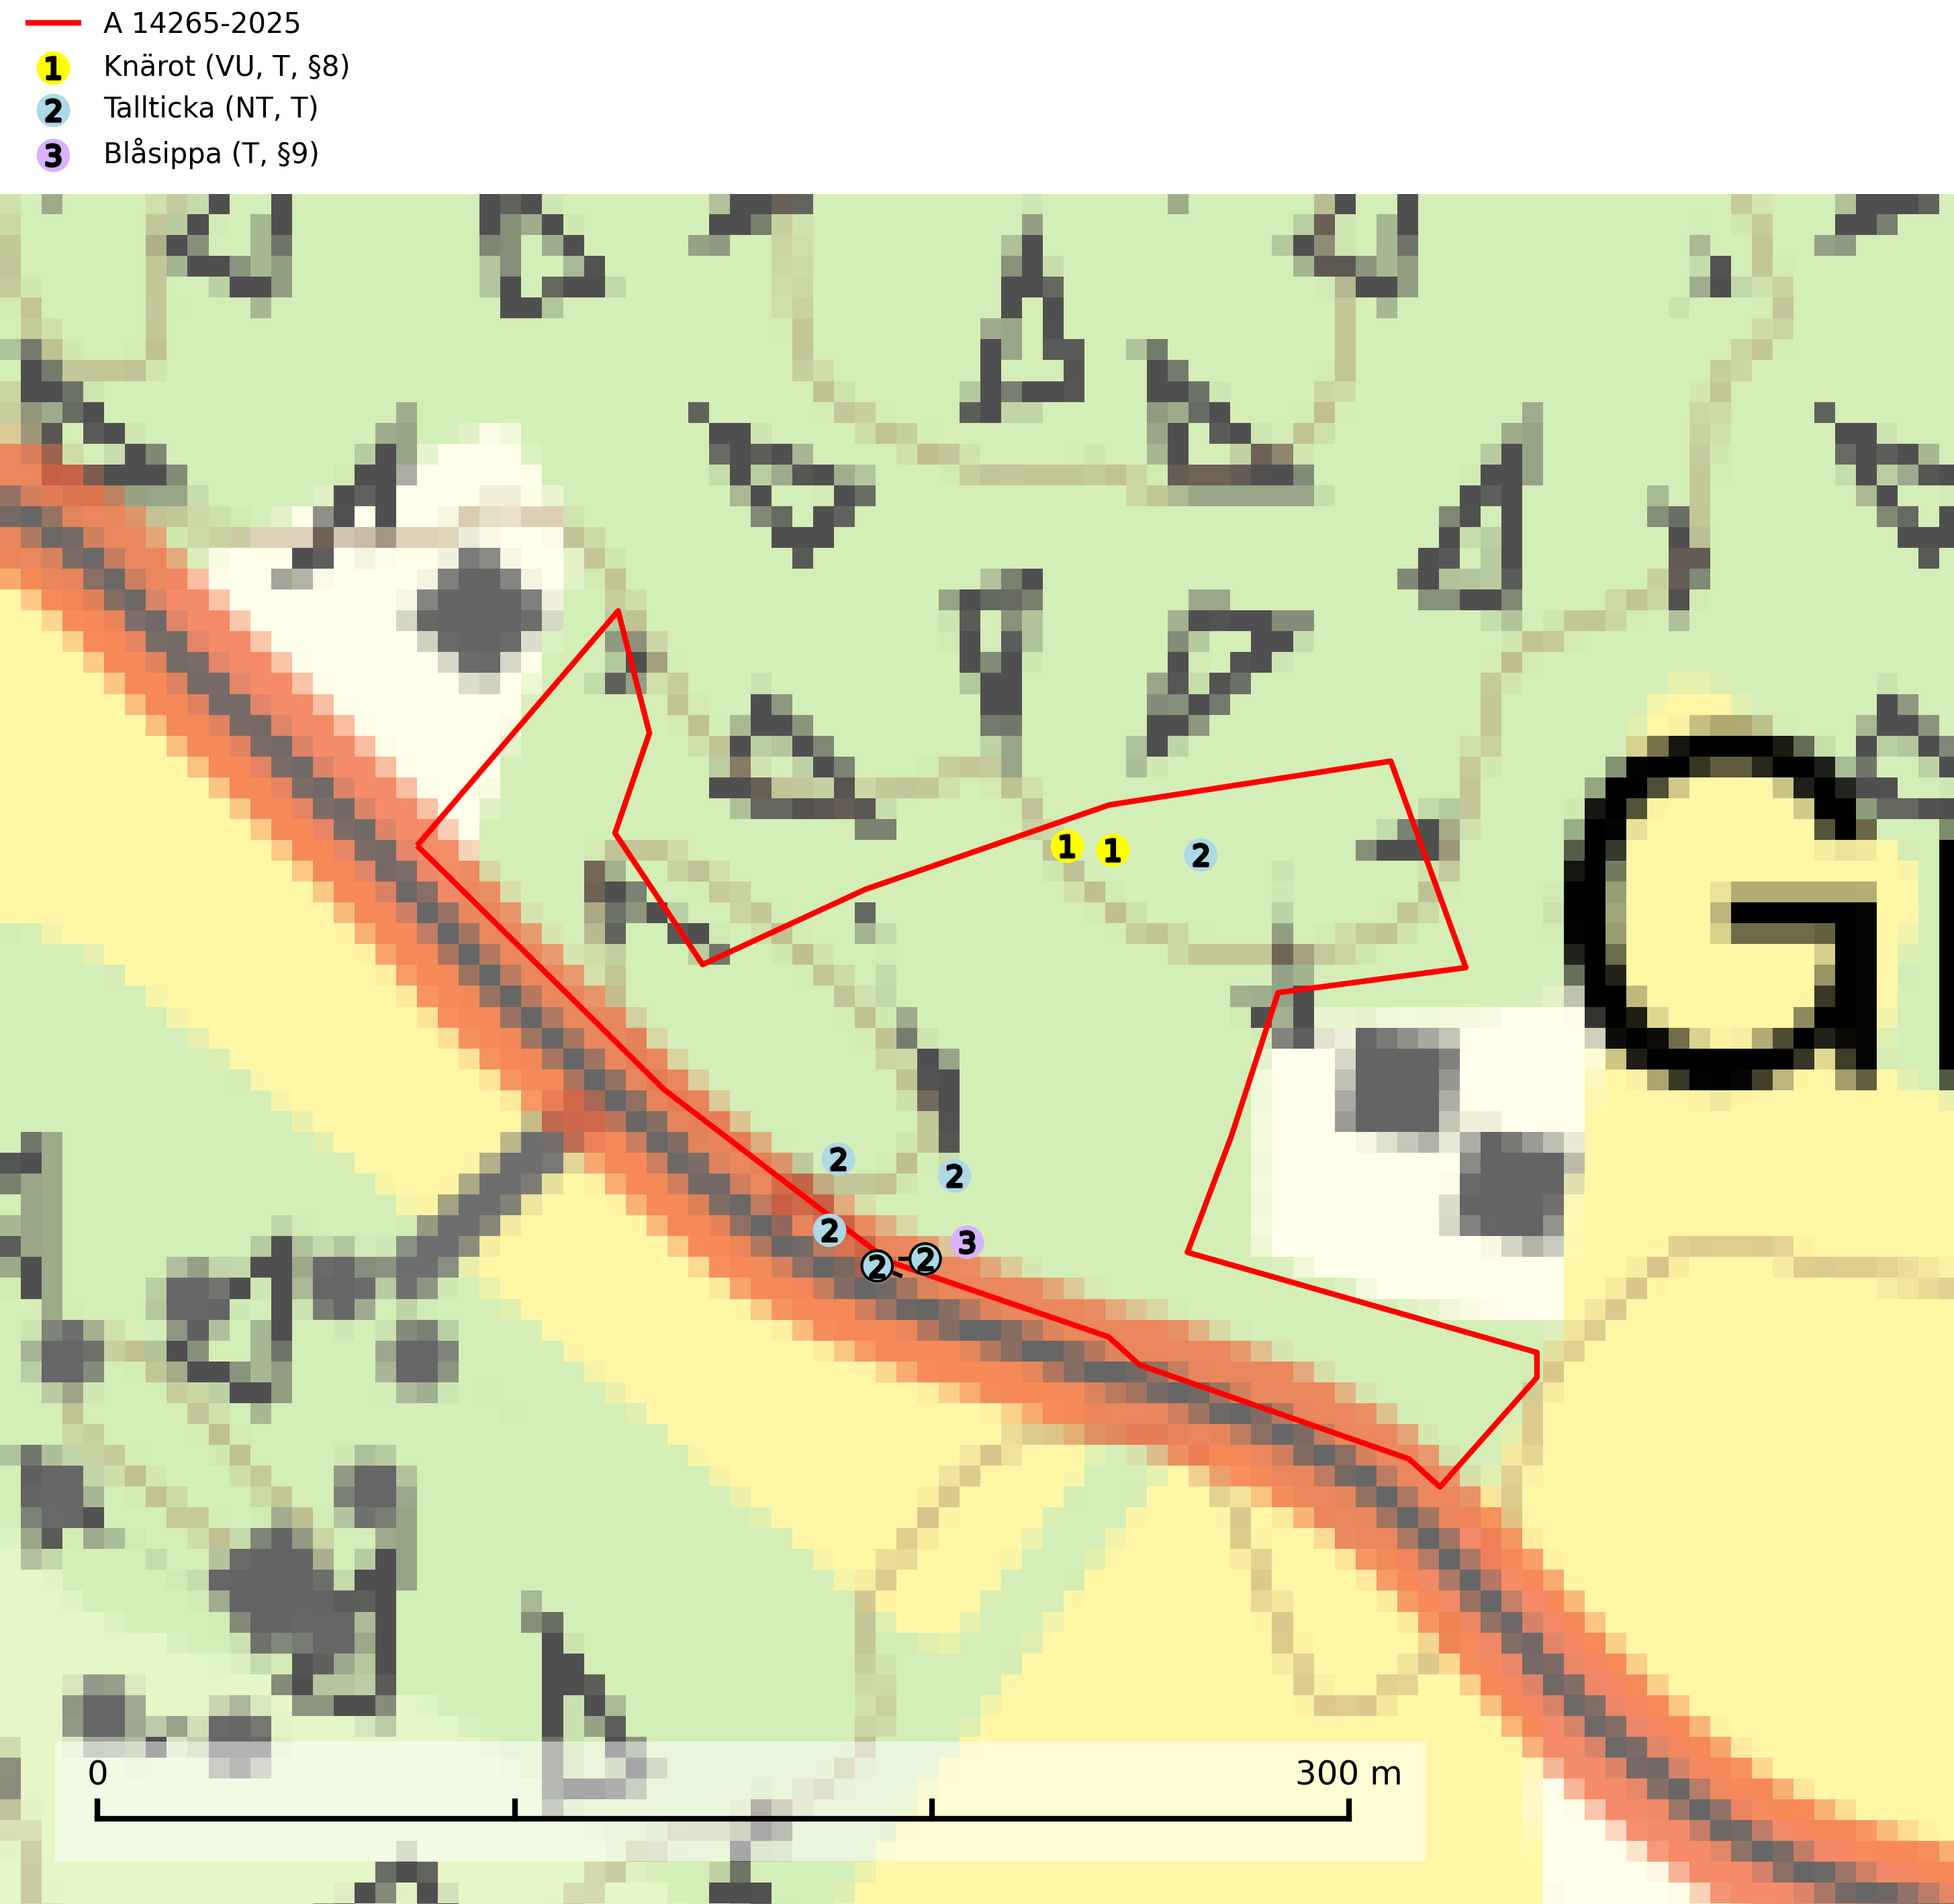 A 14265-2025
1 Knärot (VU, T, §8)
2 Tallticka (NT, T)
3 Blåsippa (T, §9)
1 1 2
G
2
2
2 3
2 2
0 300 m